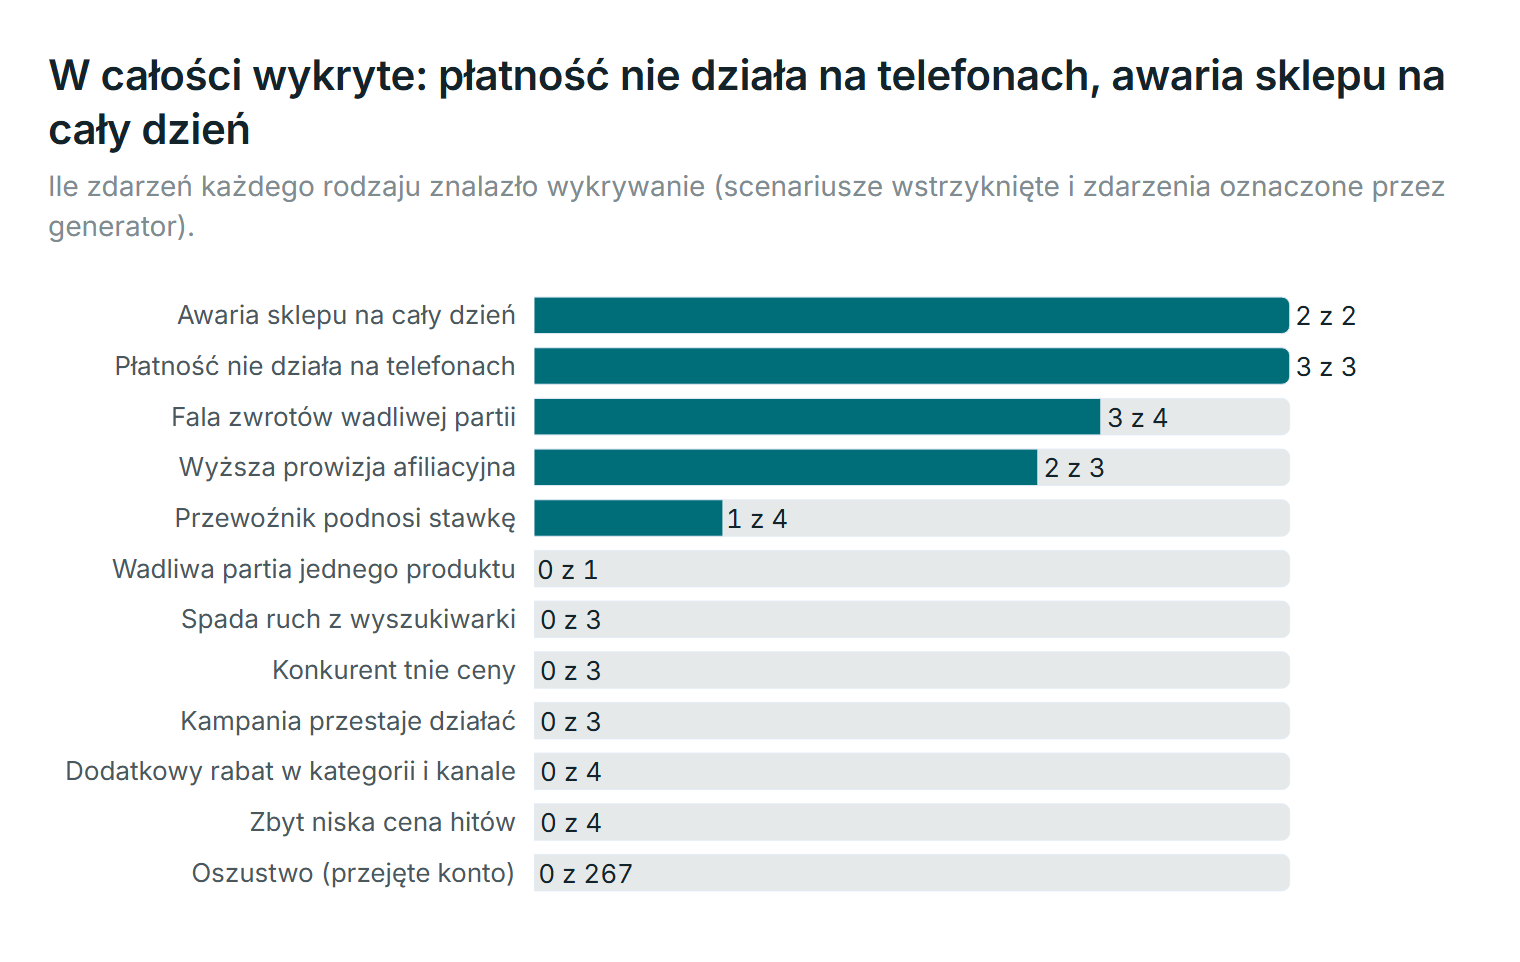 W całości wykryte: płatność nie działa na telefonach, awaria sklepu na
cały dzień
Ile zdarzeń każdego rodzaju znalazło wykrywanie (scenariusze wstrzyknięte i zdarzenia oznaczone przez
generator).
Awaria sklepu na cały dzień 2 z 2
Płatność nie działa na telefonach 3 z 3
Fala zwrotów wadliwej partii 3 z 4
Wyższa prowizja afiliacyjna 2 z 3
Przewoźnik podnosi stawkę 1 z 4
Wadliwa partia jednego produktu 0 z 1
Spada ruch z wyszukiwarki 0 z 3
Konkurent tnie ceny 0 z 3
Kampania przestaje działać 0 z 3
Dodatkowy rabat w kategorii i kanale 0 z 4
Zbyt niska cena hitów 0 z 4
Oszustwo (przejęte konto) 0 z 267